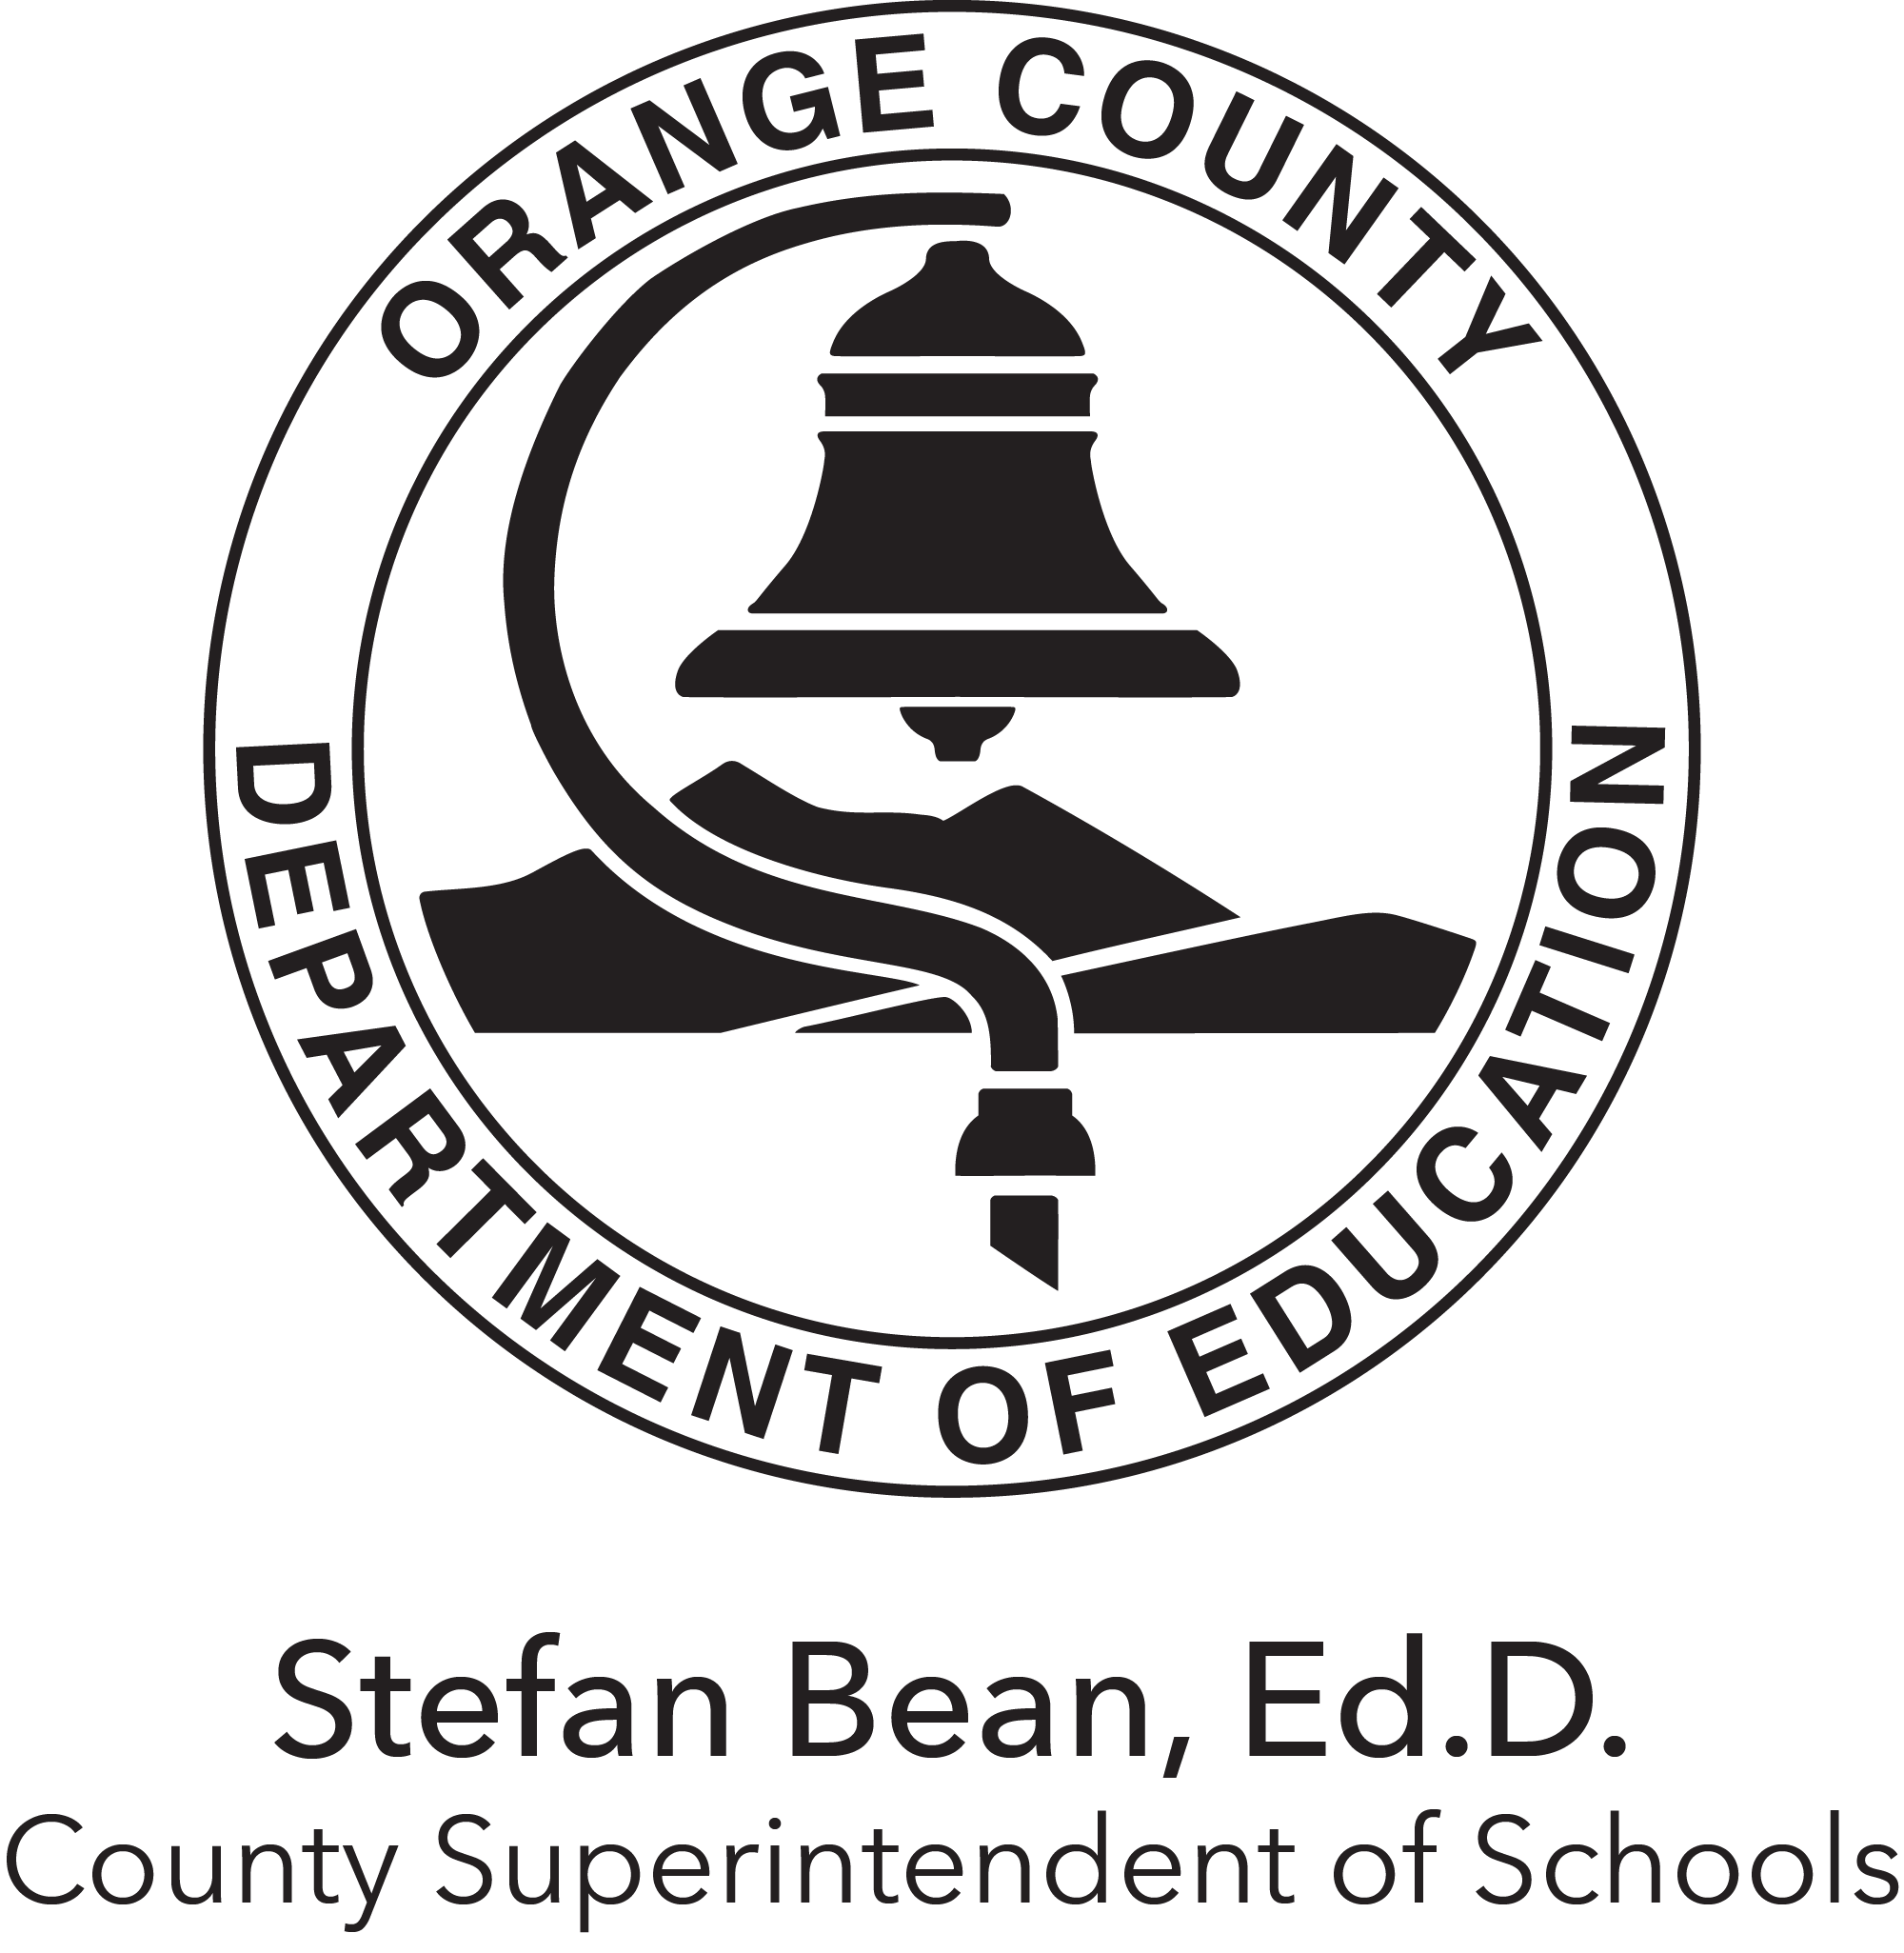 ORANGE COUNTY
DEPARTMENT OF EDUCATION
Stefan Bean, Ed.D.
County Superintendent of Schools